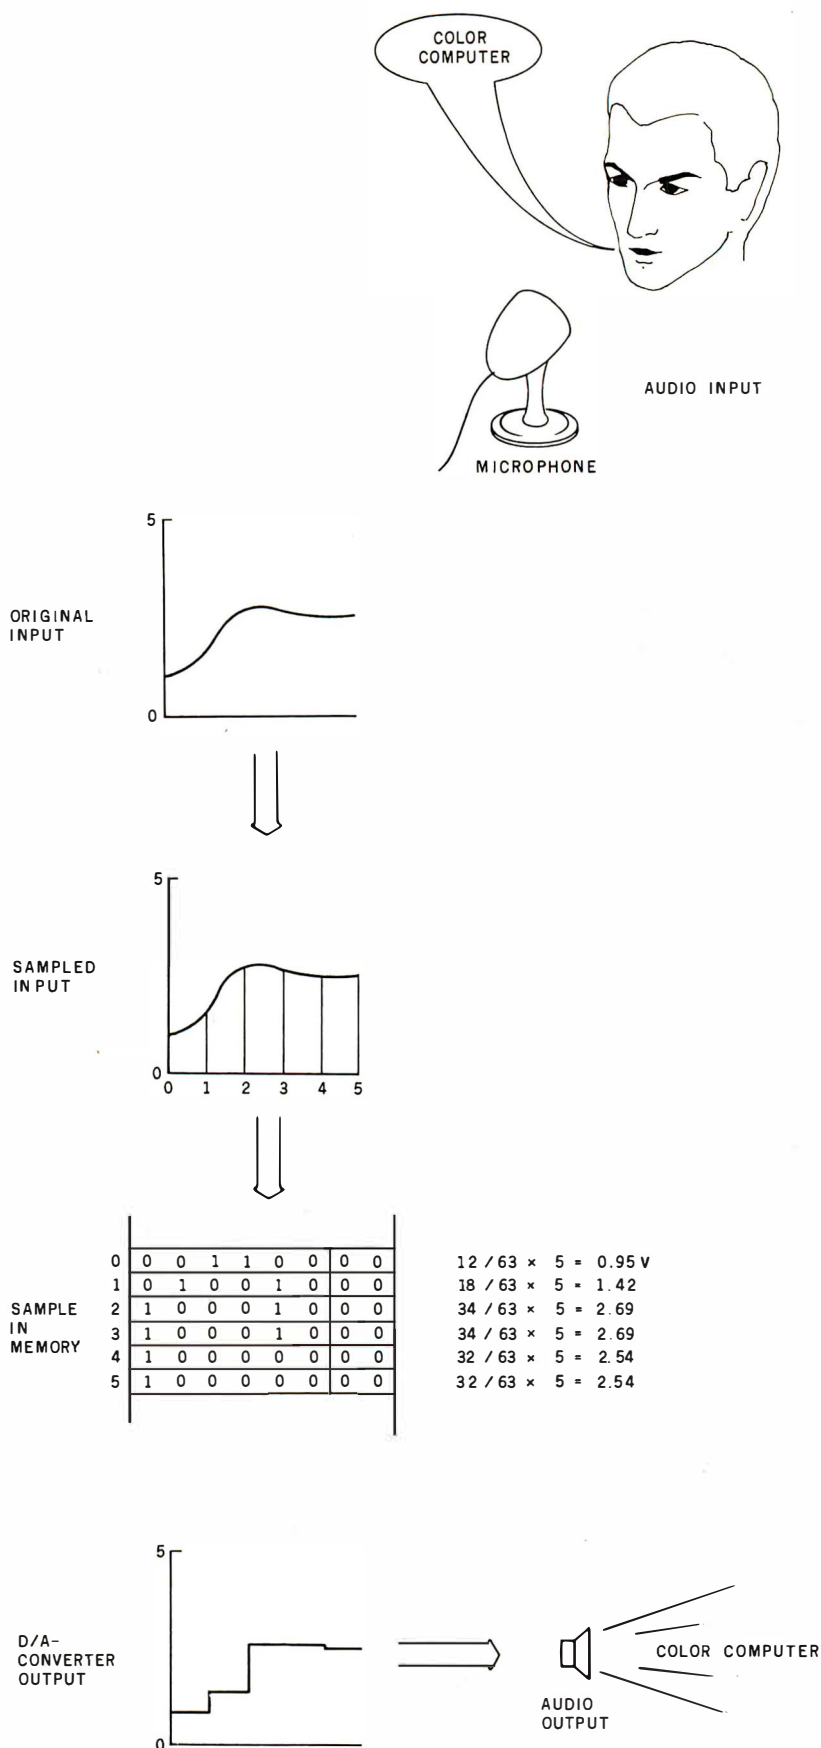 COLOR
COMPUTER
AUDIO INPUT
MICROPHONE
5
ORIGINAL
INPUT
0
5
SAMPLED
INPUT
0
0 1 2 3 4 5
0 0 0 1 1 0 0 0 0 12/63 × 5 = 0.95 V
1 0 1 0 0 1 0 0 0 18/63 × 5 = 1.42
SAMPLE
IN
MEMORY
2 1 0 0 0 1 0 0 0 34/63 × 5 = 2.69
3 1 0 0 0 1 0 0 0 34/63 × 5 = 2.69
4 1 0 0 0 0 0 0 0 32/63 × 5 = 2.54
5 1 0 0 0 0 0 0 0 32/63 × 5 = 2.54
5
D/A-
CONVERTER
OUTPUT
0
AUDIO
OUTPUT
COLOR COMPUTER